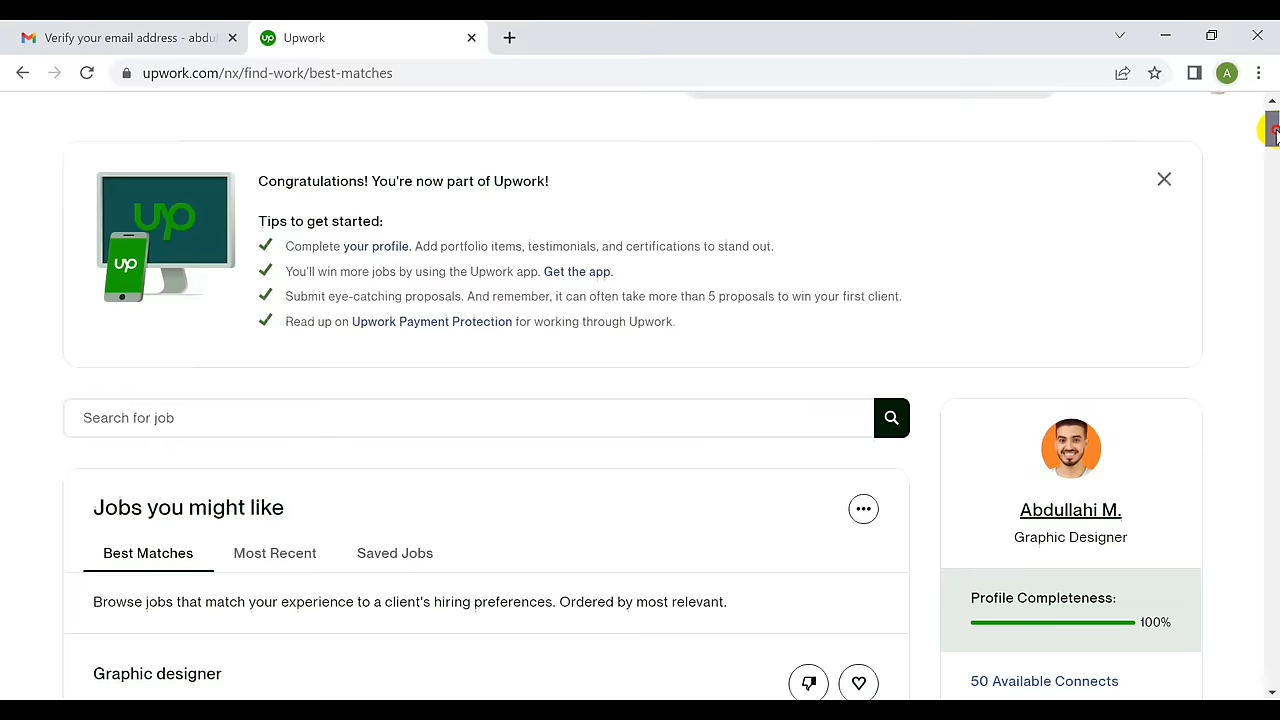 Verify your email address - abdu
Upwork
upwork.com/nx/find-work/best-matches
A
Congratulations! You're now part of Upwork!
Tips to get started:
Complete your profile. Add portfolio items, testimonials, and certifications to stand out.
You'll win more jobs by using the Upwork app. Get the app.
Submit eye-catching proposals. And remember, it can often take more than 5 proposals to win your first client.
Read up on Upwork Payment Protection for working through Upwork.
up
up
Search for job
Jobs you might like
Best Matches Most Recent Saved Jobs
Browse jobs that match your experience to a client's hiring preferences. Ordered by most relevant.
Graphic designer
Abdullahi M.
Graphic Designer
Profile Completeness:
100%
50 Available Connects